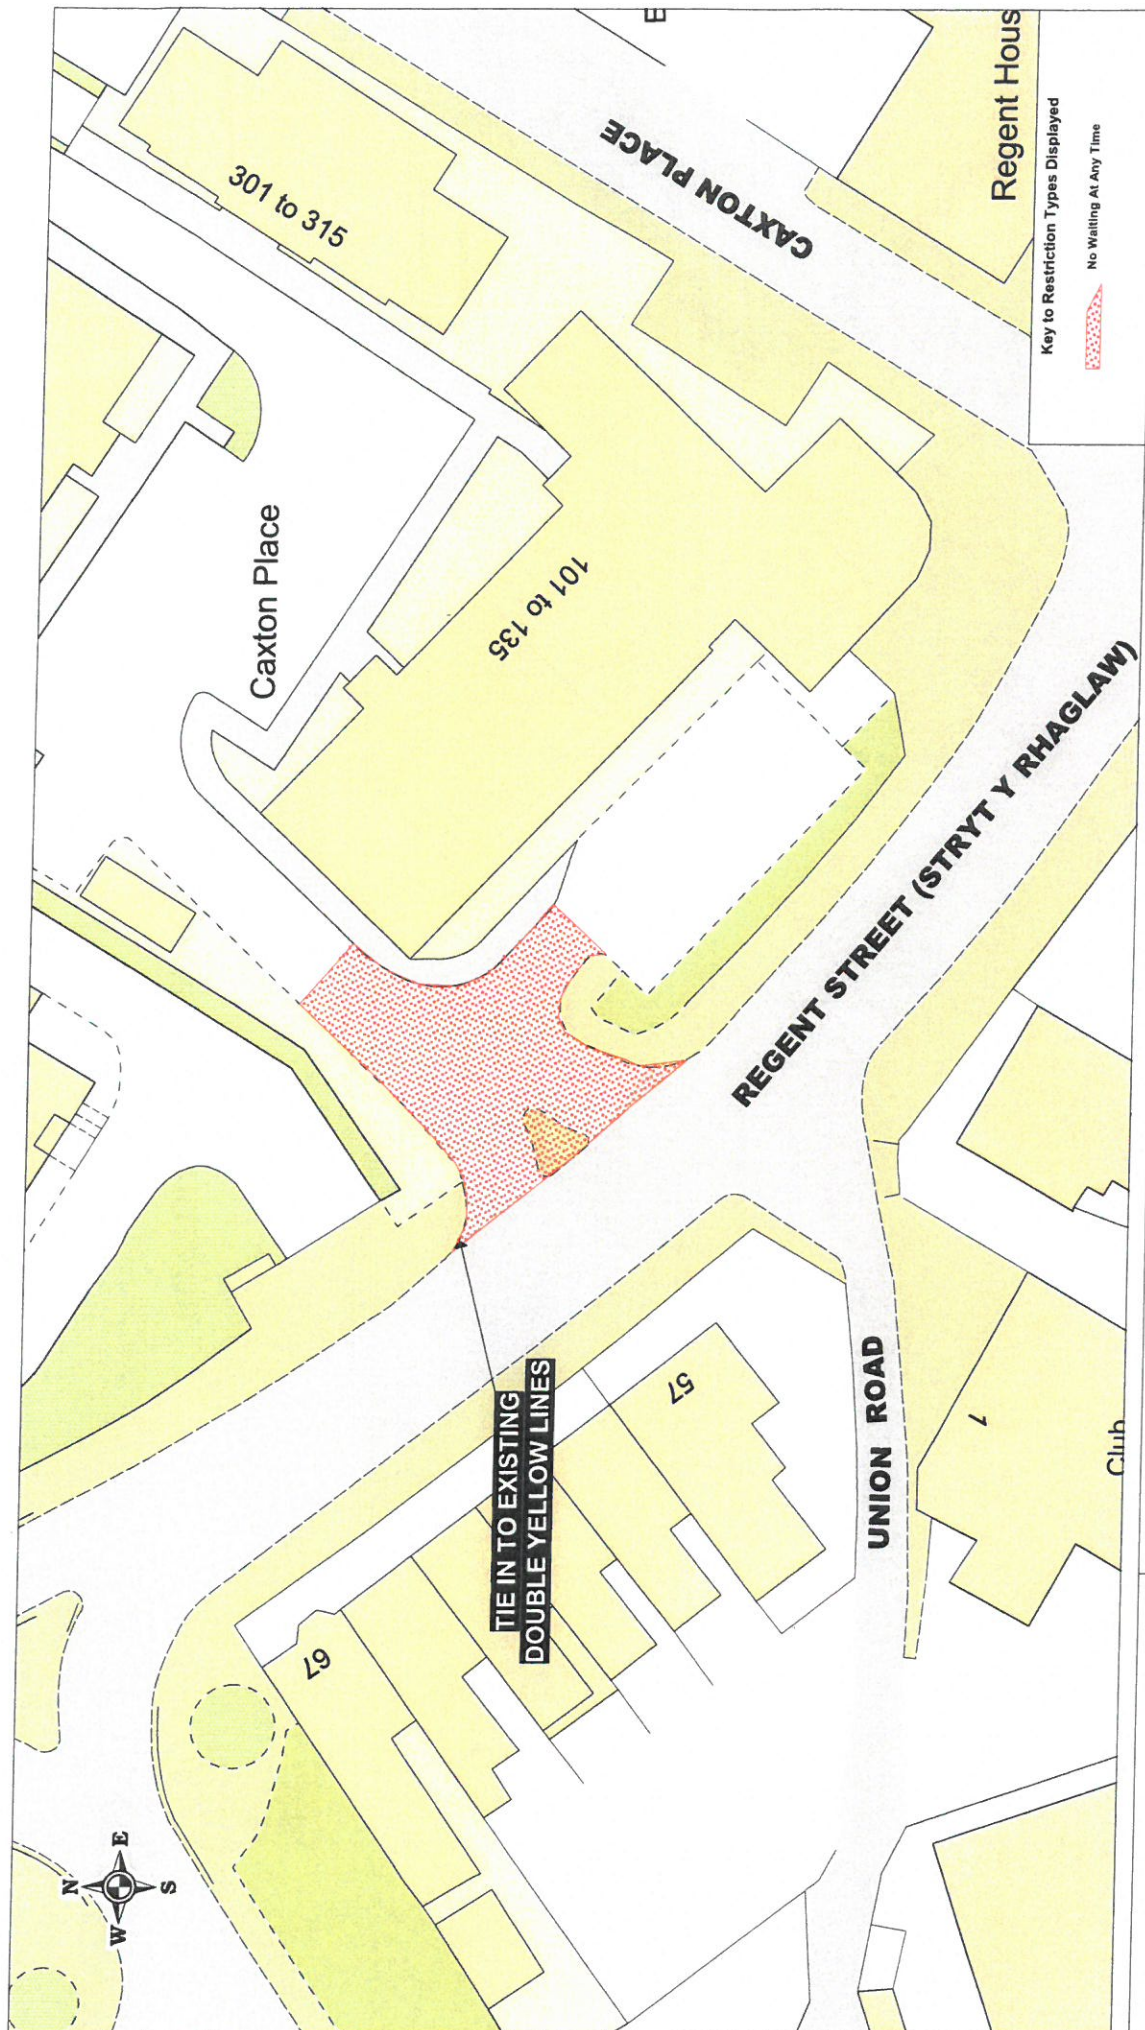 301 to 315
CAXTON PLACE
Regent Hous
Caxton Place
101 to 135
Key to Restriction Types Displayed
No Waiting At Any Time
REGENT STREET (STRYT Y RHAGLAW)
TIE IN TO EXISTING
DOUBLE YELLOW LINES
57
67
UNION ROAD
1
Club
N
W
E
S